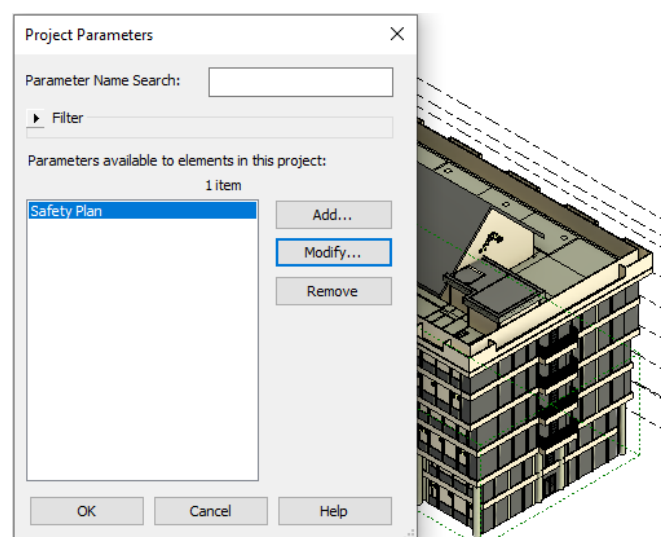 Project Parameters
Parameter Name Search:
Filter
Parameters available to elements in this project:
1 item
Safety Plan
Add...
Modify...
Remove
OK
Cancel
Help